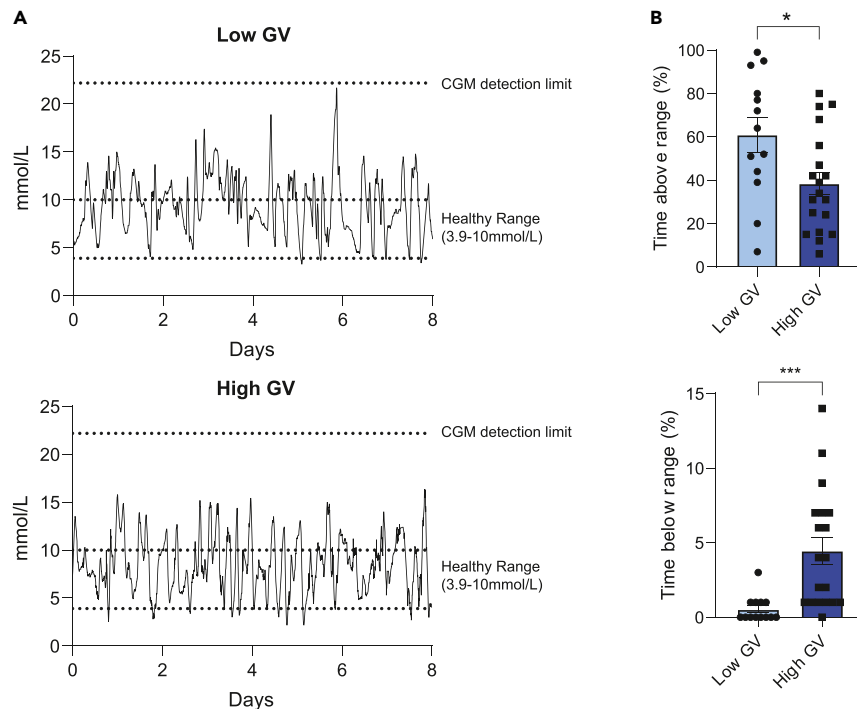 A
Low GV
25
20
15
10
5
0
mmol/L
CGM detection limit
Healthy Range
(3.9-10mmol/L)
0 2 4 6 8
Days
High GV
25
20
15
10
5
0
mmol/L
CGM detection limit
Healthy Range
(3.9-10mmol/L)
0 2 4 6 8
Days
B
*
100
80
60
40
20
0
Time above range (%)
Low GV
High GV
***
15
10
5
0
Time below range (%)
Low GV
High GV